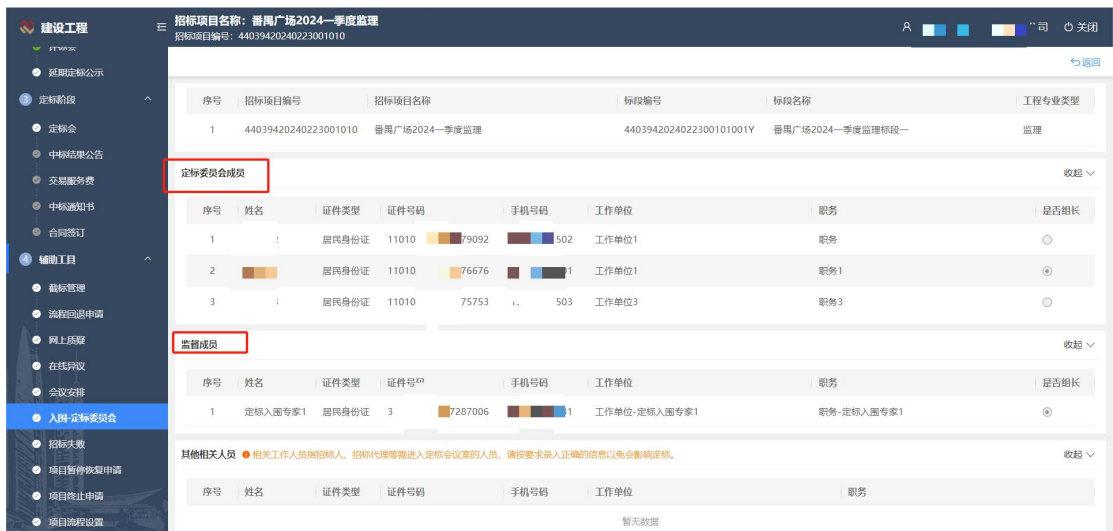 建设工程
招标项目名称：番禺广场2024一季度监理
招标项目编号：44039420240223001010
司
关闭
返回
延期定标公示
3 定标阶段
定标会
中标结果公告
交易服务费
中标通知书
合同签订
4 辅助工具
截标管理
流程回退申请
网上质疑
在线异议
会议安排
入围-定标委员会
招标失败
项目暂停恢复申请
项目终止申请
项目流程设置
序号 招标项目编号 招标项目名称 标段编号 标段名称 工程专业类型
1 44039420240223001010 番禺广场2024一季度监理 44039420240223001010​01Y 番禺广场2024一季度监理标段一 监理
定标委员会成员 收起
序号 姓名 证件类型 证件号码 手机号码 工作单位 职务 是否组长
1 居民身份证 11010 79092 502 工作单位1 职务
2 居民身份证 11010 76676 1 工作单位1 职务1
3 居民身份证 11010 75753 503 工作单位3 职务3
监督成员 收起
序号 姓名 证件类型 证件号码 手机号码 工作单位 职务 是否组长
1 定标入围专家1 居民身份证 3 7287006 1 工作单位-定标入围专家1 职务-定标入围专家1
其他相关人员 相关工作人员指招标人、招标代理等需进入定标会议室的人员，请按要求录入正确的信息以免会影响定标。 收起
序号 姓名 证件类型 证件号码 手机号码 工作单位 职务
暂无数据